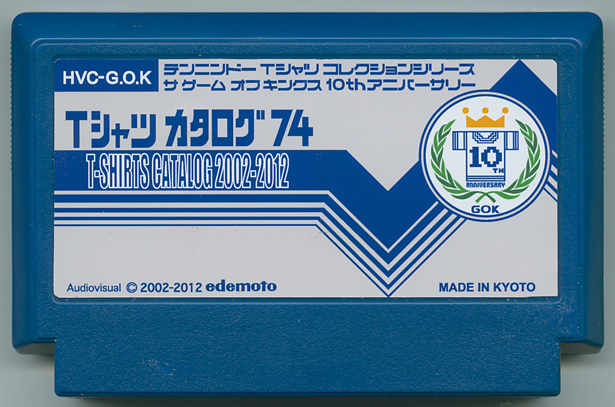 HVC-G.O.K
テンニンドー Tシャツ コレクションシリーズ
ザ ゲーム オブ キングス 10thアニバーサリー
Tシャツ カタログ 74
T-SHIRTS CATALOG 2002-2012
10
TH
ANNIVERSARY
GOK
Audiovisual © 2002-2012 edemoto
MADE IN KYOTO